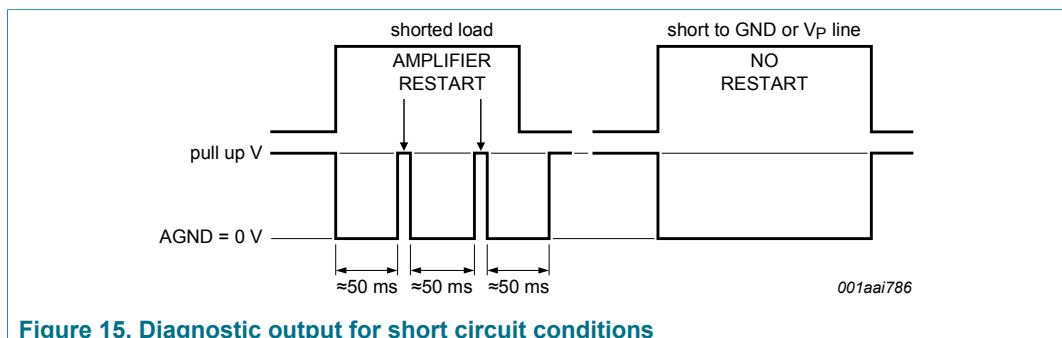 shorted load
short to GND or VP line
AMPLIFIER
RESTART
NO
RESTART
pull up V
AGND = 0 V
≈50 ms
≈50 ms
≈50 ms
001aai786
Figure 15. Diagnostic output for short circuit conditions